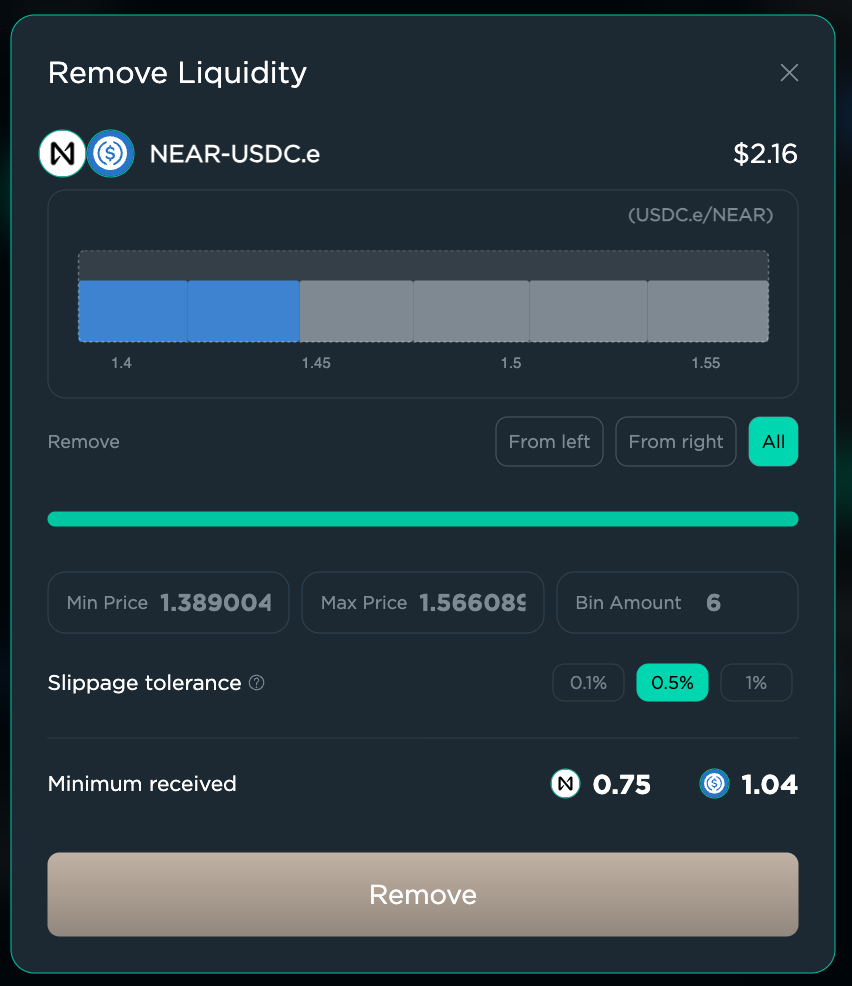 Remove Liquidity
NEAR-USDC.e $2.16
(USDC.e/NEAR)
1.4 1.45 1.5 1.55
Remove From left From right All
Min Price 1.389004 Max Price 1.566089 Bin Amount 6
Slippage tolerance ? 0.1% 0.5% 1%
Minimum received 0.75 1.04
Remove